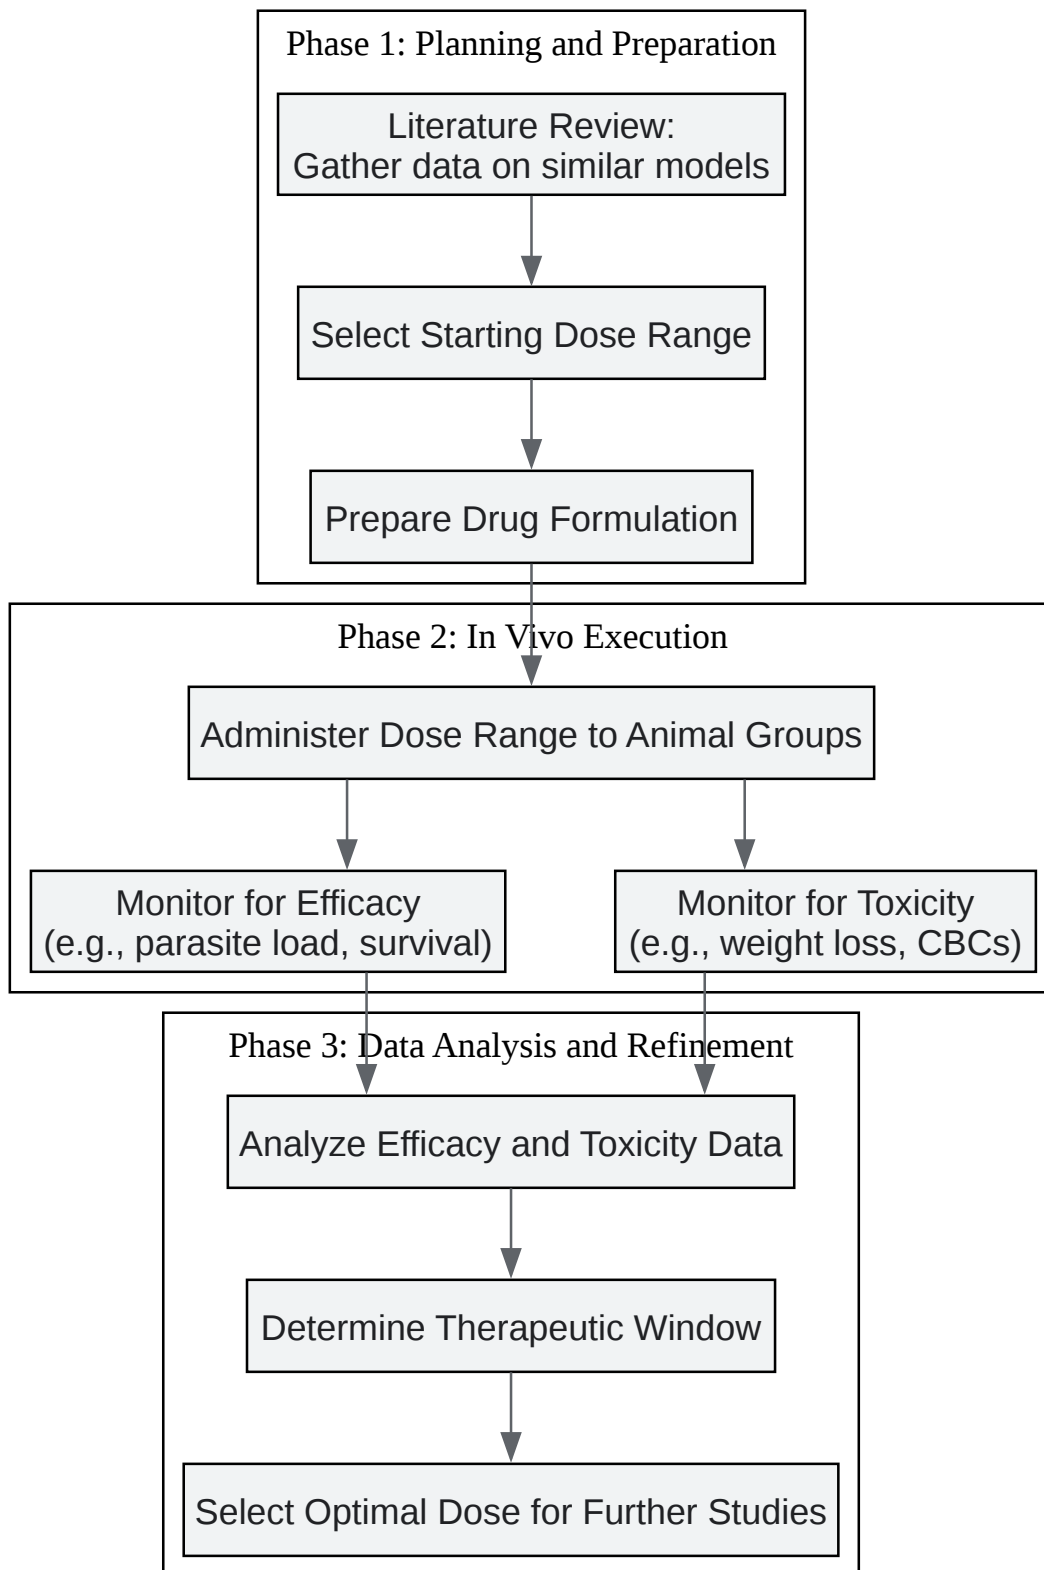 Phase 1: Planning and Preparation
Literature Review:
Gather data on similar models
Select Starting Dose Range
Prepare Drug Formulation
Phase 2: In Vivo Execution
Administer Dose Range to Animal Groups
Monitor for Efficacy
(e.g., parasite load, survival)
Monitor for Toxicity
(e.g., weight loss, CBCs)
Phase 3: Data Analysis and Refinement
Analyze Efficacy and Toxicity Data
Determine Therapeutic Window
Select Optimal Dose for Further Studies